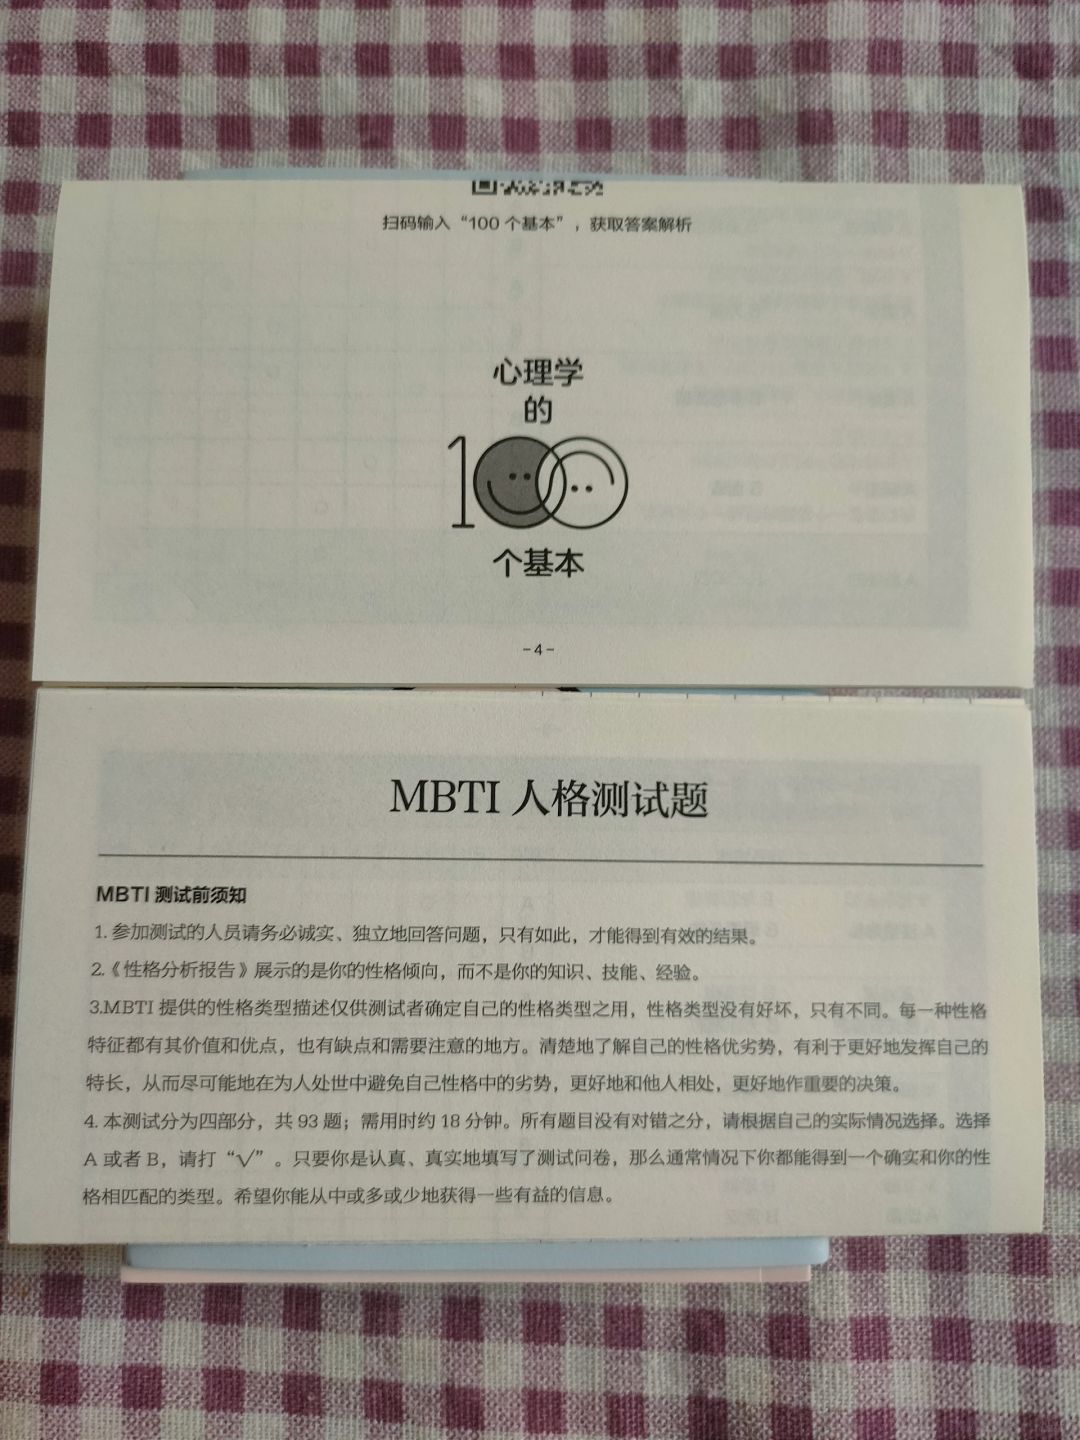 扫码输入“100 个基本”，获取答案解析
心理学
的
100
个基本
-4-
MBTI 人格测试题
MBTI 测试前须知
1. 参加测试的人员请务必诚实、独立地回答问题，只有如此，才能得到有效的结果。
2.《性格分析报告》展示的是你的性格倾向，而不是你的知识、技能、经验。
3.MBTI 提供的性格类型描述仅供测试者确定自己的性格类型之用，性格类型没有好坏，只有不同。每一种性格
特征都有其价值和优点，也有缺点和需要注意的地方。清楚地了解自己的性格优劣势，有利于更好地发挥自己的
特长，从而尽可能地在为人处世中避免自己性格中的劣势，更好地和他人相处，更好地作重要的决策。
4. 本测试分为四部分，共 93 题；需用时约 18 分钟。所有题目没有对错之分，请根据自己的实际情况选择。选择
A 或者 B，请打“√”。只要你是认真、真实地填写了测试问卷，那么通常情况下你都能得到一个确实和你的性
格相匹配的类型。希望你能从中或多或少地获得一些有益的信息。